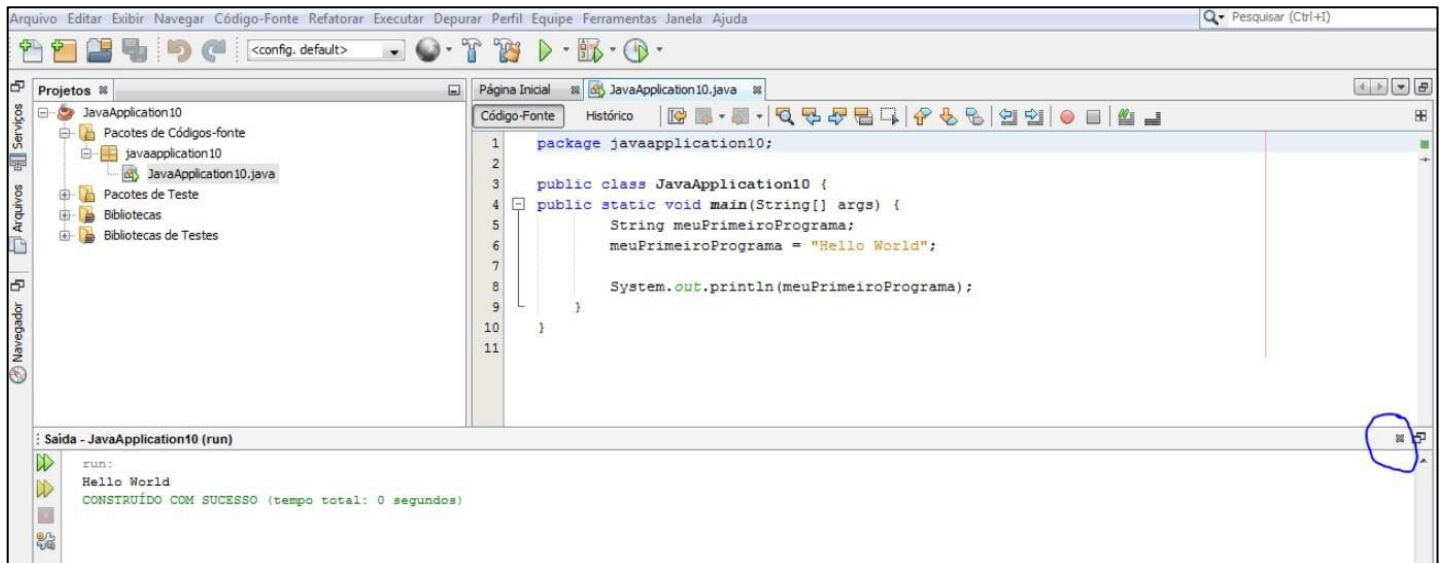 Arquivo Editar Exibir Navegar Código-Fonte Refatorar Executar Depurar Perfil Equipe Ferramentas Janela Ajuda
Pesquisar (Ctrl+I)
<config. default>
Serviços
Arquivos
Navegador
Projetos
JavaApplication10
Pacotes de Códigos-fonte
javaapplication10
JavaApplication10.java
Pacotes de Teste
Bibliotecas
Bibliotecas de Testes
Página Inicial JavaApplication10.java
Código-Fonte Histórico
1 package javaapplication10;
2
3 public class JavaApplication10 {
4 public static void main(String[] args) {
5 String meuPrimeiroPrograma;
6 meuPrimeiroPrograma = "Hello World";
7
8 System.out.println(meuPrimeiroPrograma);
9 }
10 }
11
Saída - JavaApplication10 (run)
run:
Hello World
CONSTRUÍDO COM SUCESSO (tempo total: 0 segundos)